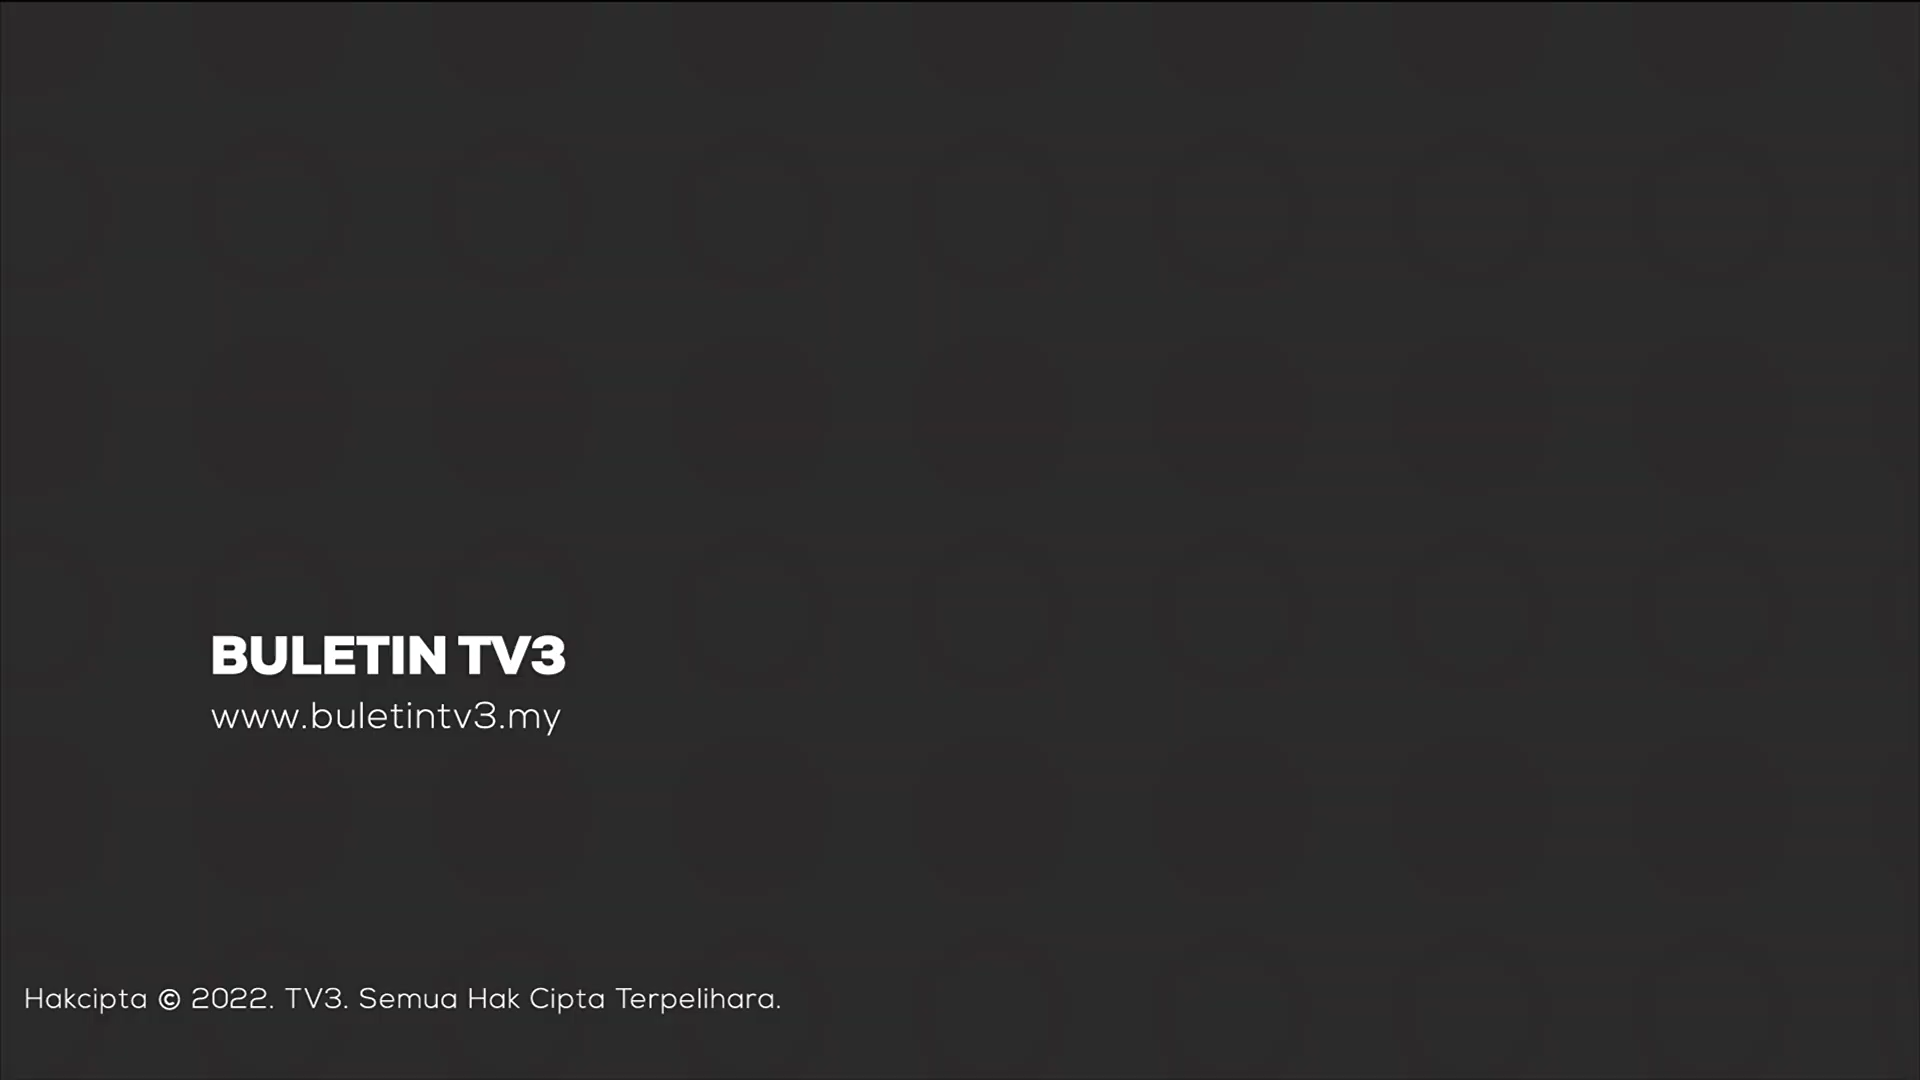 BULETIN TV3
www.buletintv3.my
Hakcipta © 2022. TV3. Semua Hak Cipta Terpelihara.